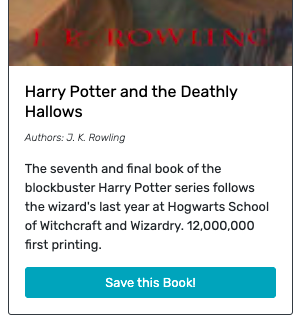 J. K. ROWLING
Harry Potter and the Deathly
Hallows
Authors: J. K. Rowling
The seventh and final book of the
blockbuster Harry Potter series follows
the wizard's last year at Hogwarts School
of Witchcraft and Wizardry. 12,000,000
first printing.
Save this Book!